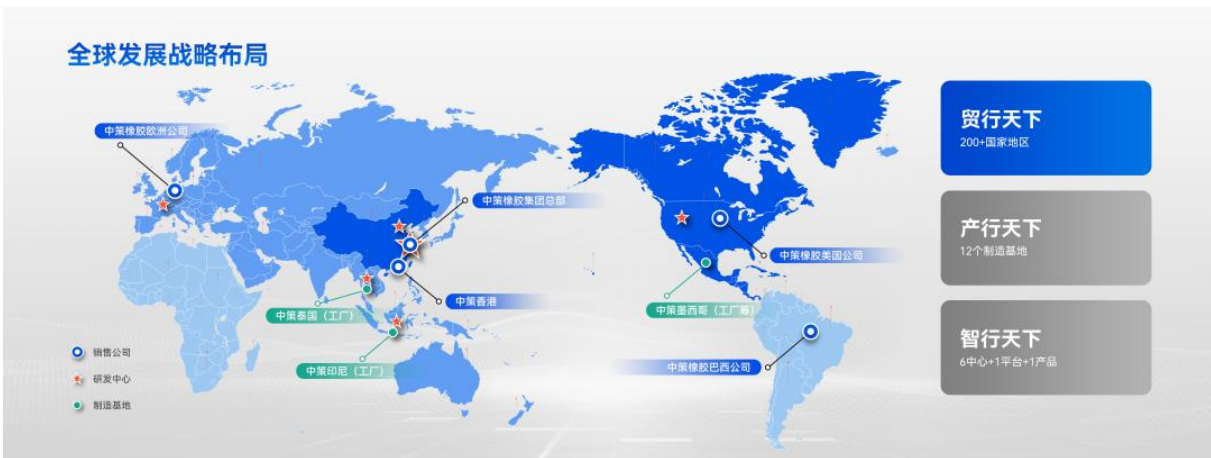 全球发展战略布局
中策橡胶欧洲公司
中策橡胶集团总部
中策香港
中策泰国（工厂）
中策印尼（工厂）
中策橡胶美国公司
中策墨西哥（工厂筹）
中策橡胶巴西公司
销售公司
研发中心
制造基地
贸行天下
200+国家地区
产行天下
12个制造基地
智行天下
6中心+1平台+1产品